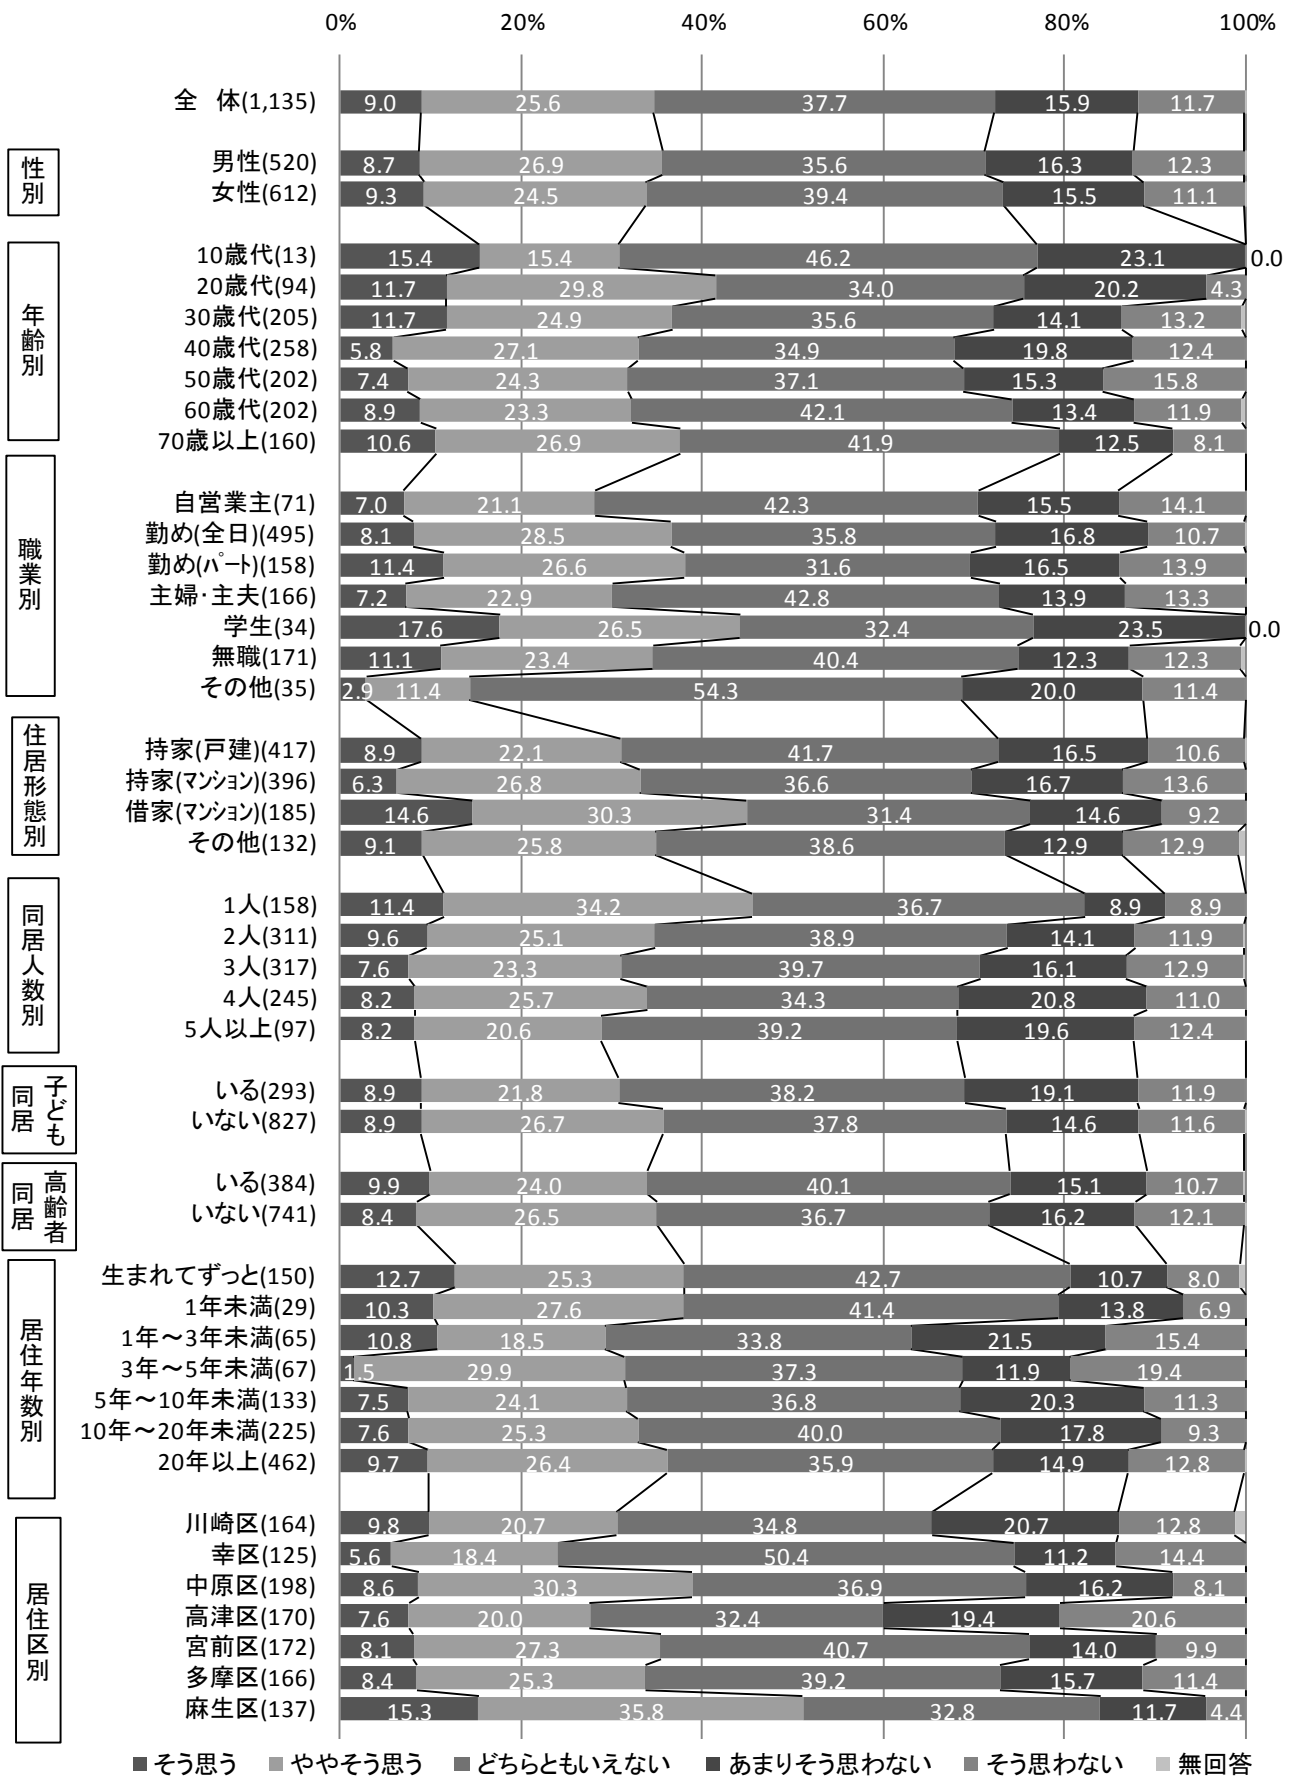 0% 20% 40% 60% 80% 100%
全 体(1,135) 9.0 25.6 37.7 15.9 11.7
性別
男性(520) 8.7 26.9 35.6 16.3 12.3
女性(612) 9.3 24.5 39.4 15.5 11.1
年齢別
10歳代(13) 15.4 15.4 46.2 23.1 0.0
20歳代(94) 11.7 29.8 34.0 20.2 4.3
30歳代(205) 11.7 24.9 35.6 14.1 13.2
40歳代(258) 5.8 27.1 34.9 19.8 12.4
50歳代(202) 7.4 24.3 37.1 15.3 15.8
60歳代(202) 8.9 23.3 42.1 13.4 11.9
70歳以上(160) 10.6 26.9 41.9 12.5 8.1
職業別
自営業主(71) 7.0 21.1 42.3 15.5 14.1
勤め(全日)(495) 8.1 28.5 35.8 16.8 10.7
勤め(パート)(158) 11.4 26.6 31.6 16.5 13.9
主婦・主夫(166) 7.2 22.9 42.8 13.9 13.3
学生(34) 17.6 26.5 32.4 23.5 0.0
無職(171) 11.1 23.4 40.4 12.3 12.3
その他(35) 2.9 11.4 54.3 20.0 11.4
住居形態別
持家(戸建)(417) 8.9 22.1 41.7 16.5 10.6
持家(マンション)(396) 6.3 26.8 36.6 16.7 13.6
借家(マンション)(185) 14.6 30.3 31.4 14.6 9.2
その他(132) 9.1 25.8 38.6 12.9 12.9
同居人数別
1人(158) 11.4 34.2 36.7 8.9 8.9
2人(311) 9.6 25.1 38.9 14.1 11.9
3人(317) 7.6 23.3 39.7 16.1 12.9
4人(245) 8.2 25.7 34.3 20.8 11.0
5人以上(97) 8.2 20.6 39.2 19.6 12.4
子ども同居
いる(293) 8.9 21.8 38.2 19.1 11.9
いない(827) 8.9 26.7 37.8 14.6 11.6
高齢者同居
いる(384) 9.9 24.0 40.1 15.1 10.7
いない(741) 8.4 26.5 36.7 16.2 12.1
居住年数別
生まれてずっと(150) 12.7 25.3 42.7 10.7 8.0
1年未満(29) 10.3 27.6 41.4 13.8 6.9
1年～3年未満(65) 10.8 18.5 33.8 21.5 15.4
3年～5年未満(67) 1.5 29.9 37.3 11.9 19.4
5年～10年未満(133) 7.5 24.1 36.8 20.3 11.3
10年～20年未満(225) 7.6 25.3 40.0 17.8 9.3
20年以上(462) 9.7 26.4 35.9 14.9 12.8
居住区別
川崎区(164) 9.8 20.7 34.8 20.7 12.8
幸区(125) 5.6 18.4 50.4 11.2 14.4
中原区(198) 8.6 30.3 36.9 16.2 8.1
高津区(170) 7.6 20.0 32.4 19.4 20.6
宮前区(172) 8.1 27.3 40.7 14.0 9.9
多摩区(166) 8.4 25.3 39.2 15.7 11.4
麻生区(137) 15.3 35.8 32.8 11.7 4.4
そう思う ややそう思う どちらともいえない あまりそう思わない そう思わない 無回答